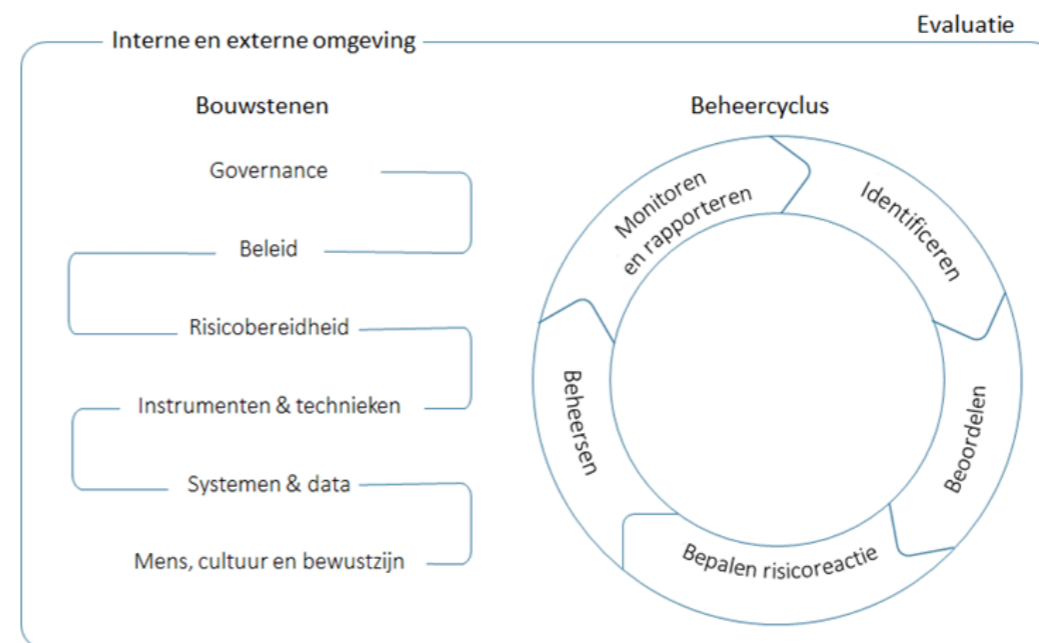 Evaluatie
Interne en externe omgeving
Bouwstenen
Governance
Beleid
Risicobereidheid
Instrumenten & technieken
Systemen & data
Mens, cultuur en bewustzijn
Beheercyclus
Identificeren
Beoordelen
Bepalen risicoreactie
Beheersen
Monitoren
en rapporteren